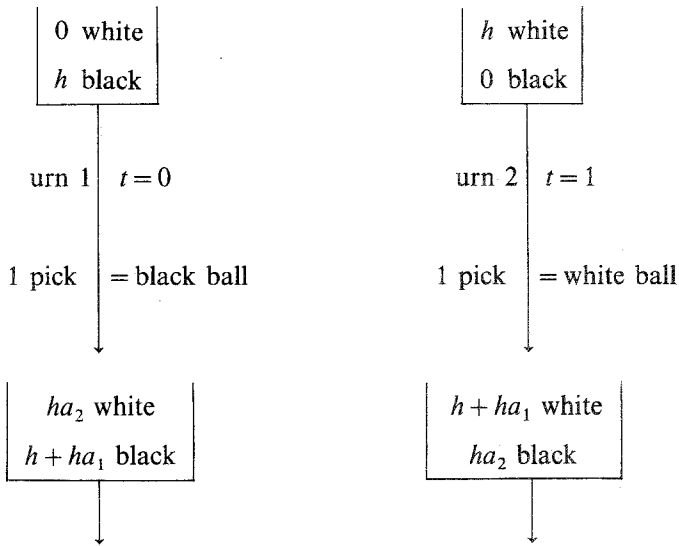 0 white
h black
urn 1 t = 0
1 pick = black ball
ha₂ white
h + ha₁ black
h white
0 black
urn 2 t = 1
1 pick = white ball
h + ha₁ white
ha₂ black